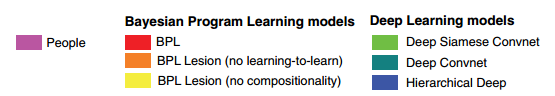 Bayesian Program Learning models
Deep Learning models
People
BPL
Deep Siamese Convnet
BPL Lesion (no learning-to-learn)
Deep Convnet
BPL Lesion (no compositionality)
Hierarchical Deep